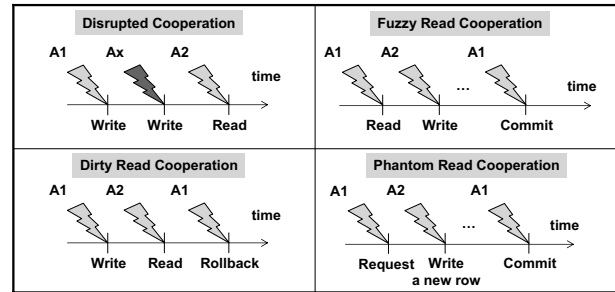 Disrupted Cooperation
A1 Ax A2
time
Write Write Read
Fuzzy Read Cooperation
A1 A2 A1
time
...
Read Write Commit
Dirty Read Cooperation
A1 A2 A1
time
Write Read Rollback
Phantom Read Cooperation
A1 A2 A1
time
...
Request Write Commit
a new row